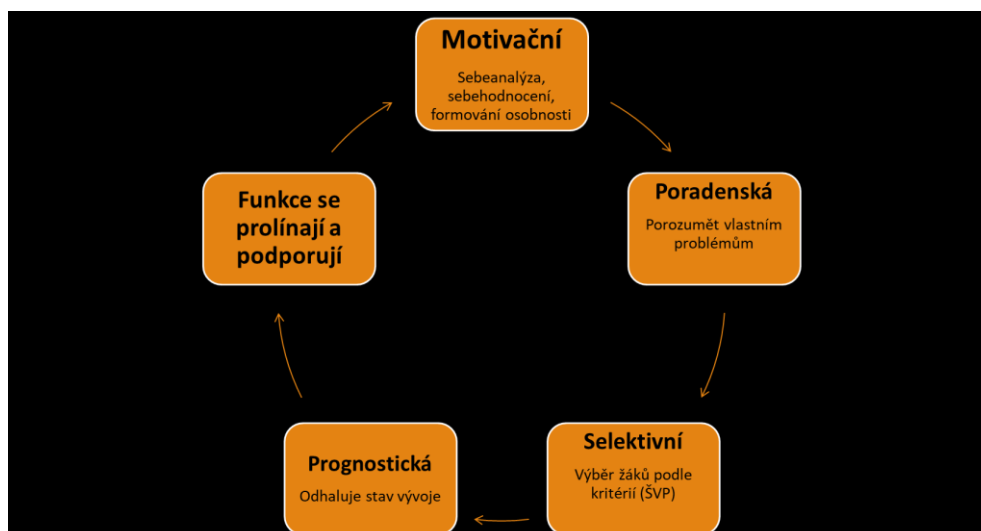 Motivační
Sebeanalýza,
sebehodnocení,
formování osobnosti
Poradenská
Porozumět vlastním
problémům
Selektivní
Výběr žáků podle
kritérií (ŠVP)
Prognostická
Odhaluje stav vývoje
Funkce se
prolínají a
podporují